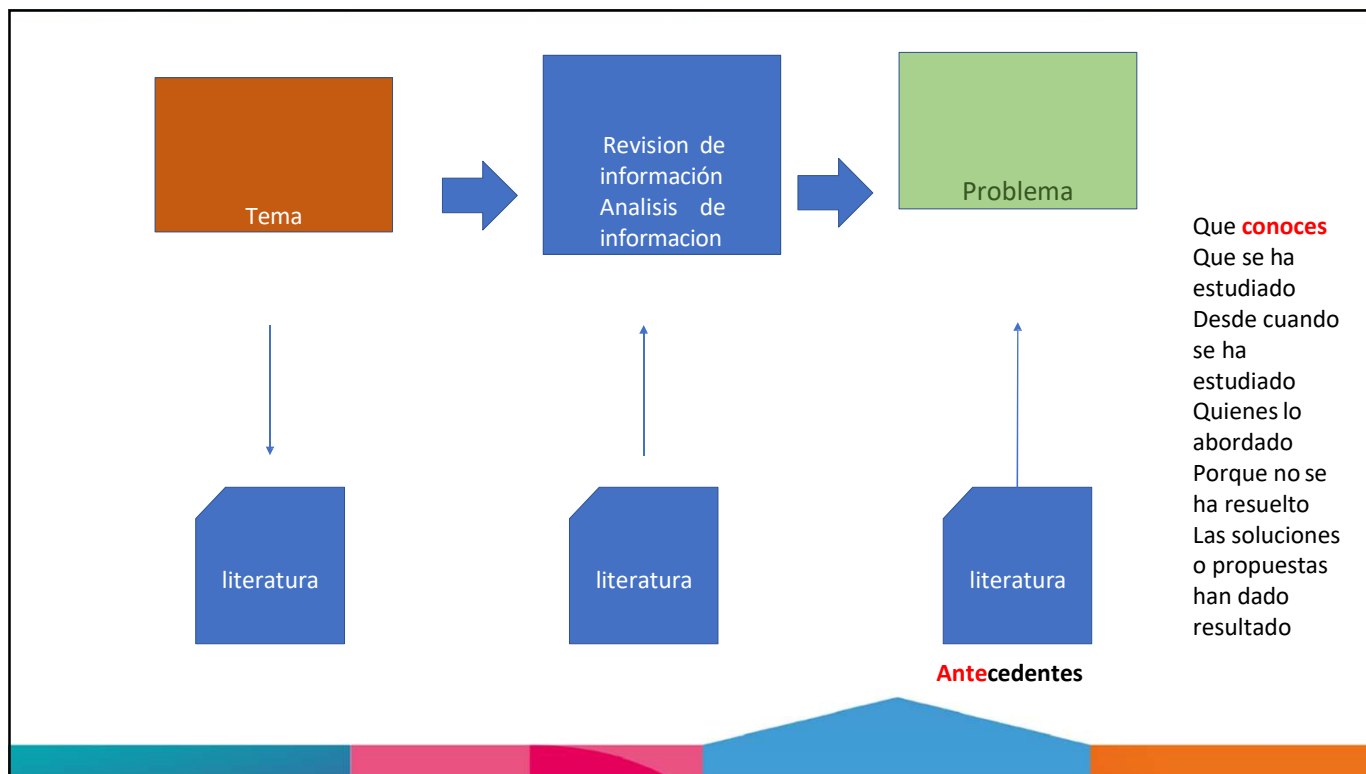 Tema
Revision de
información
Analisis de
informacion
Problema
Que conoces
Que se ha
estudiado
Desde cuando
se ha
estudiado
Quienes lo
abordado
Porque no se
ha resuelto
Las soluciones
o propuestas
han dado
resultado
literatura
literatura
literatura
Antecedentes